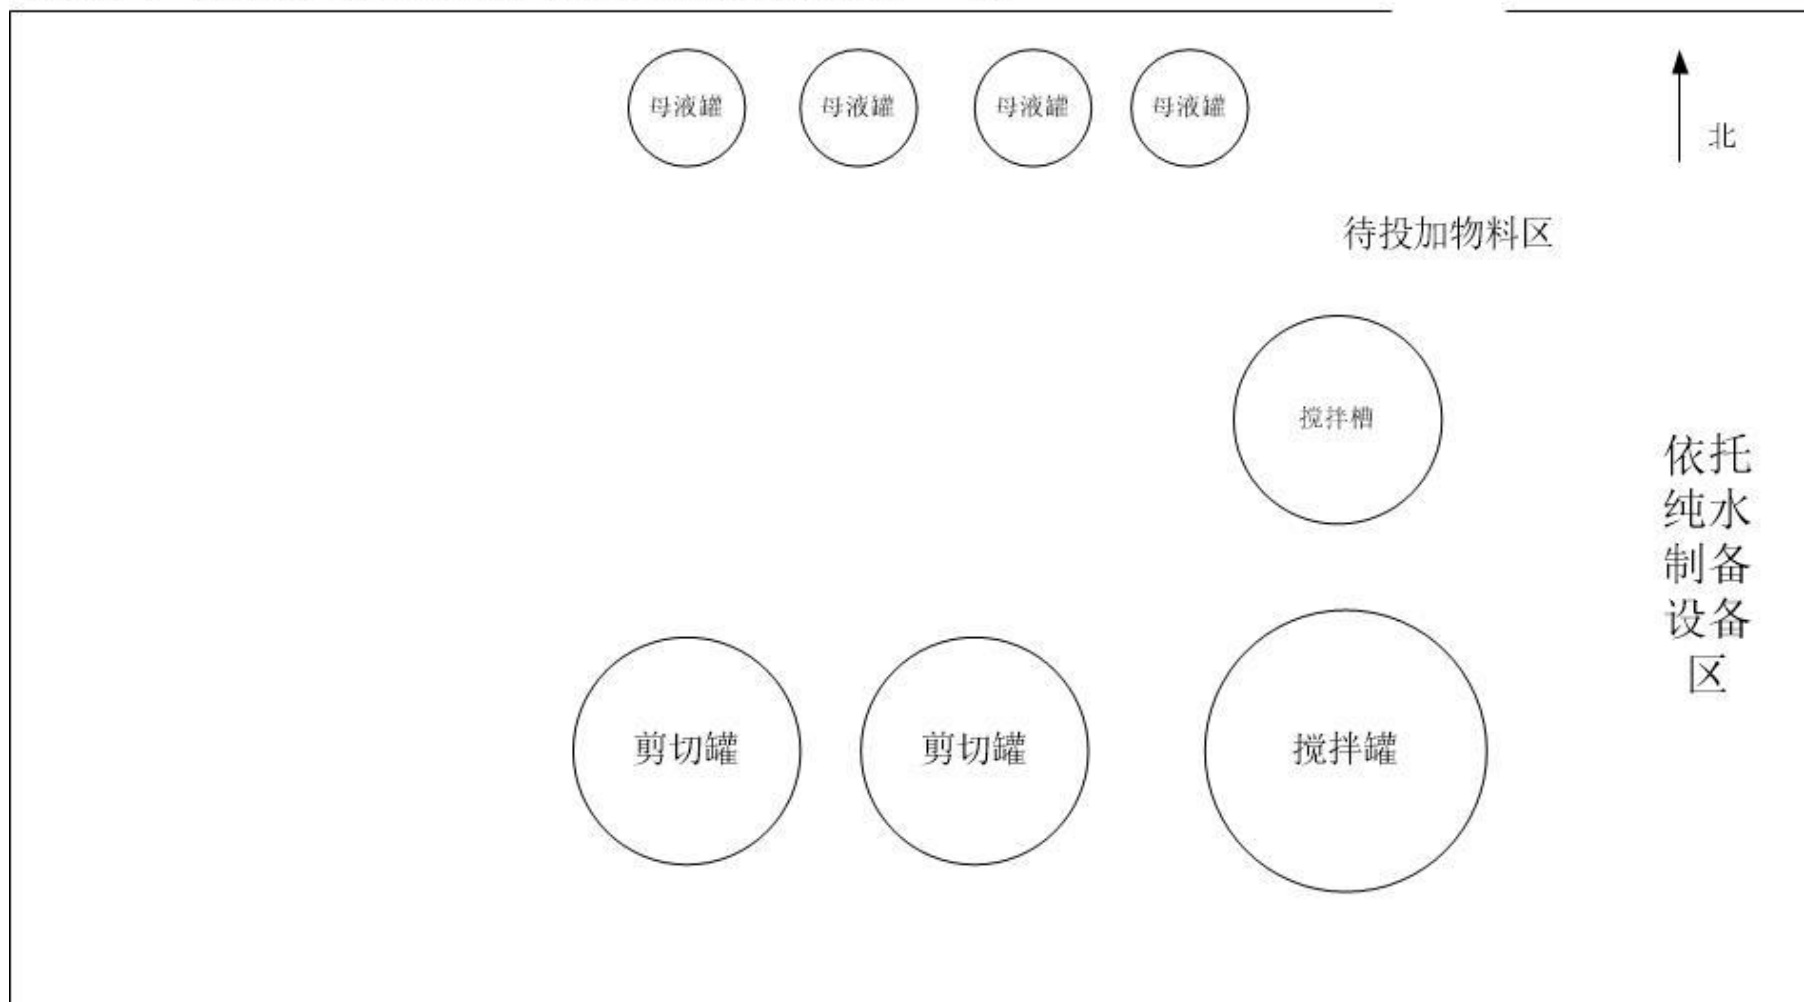 母液罐
母液罐
母液罐
母液罐
北
待投加物料区
搅拌槽
依托
纯水
制备
设备
区
剪切罐
剪切罐
搅拌罐